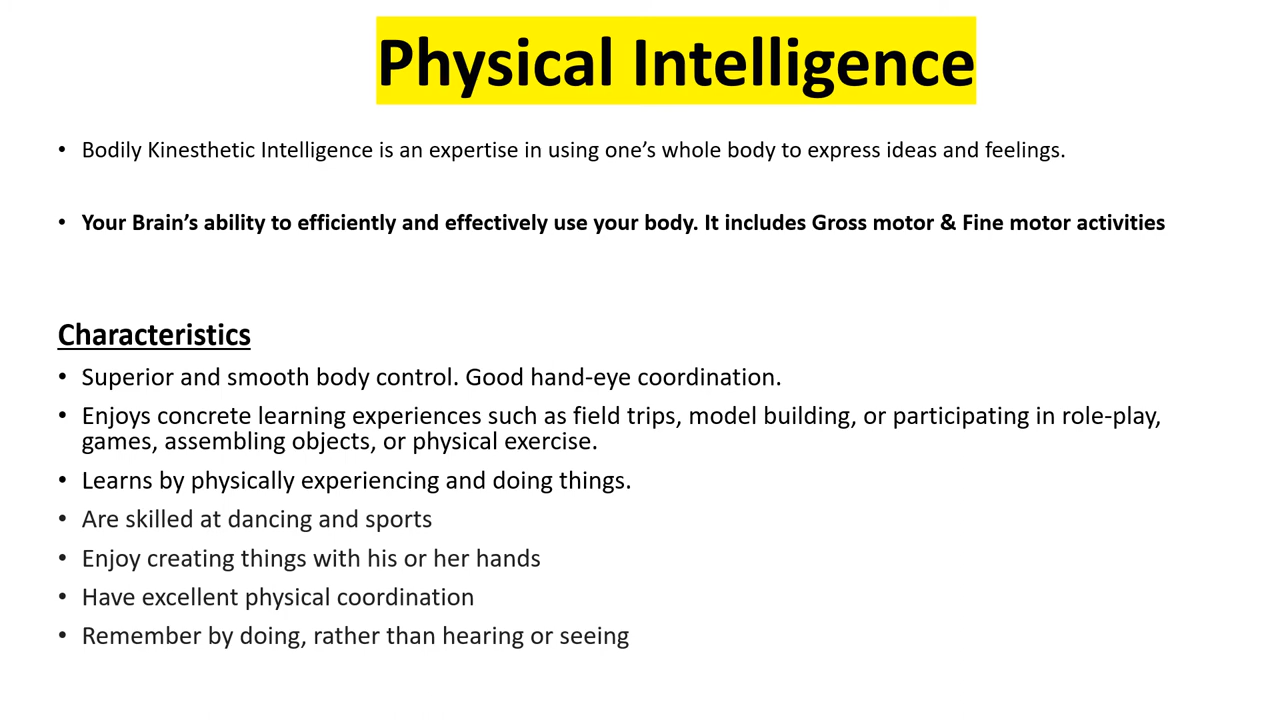 Physical Intelligence
• Bodily Kinesthetic Intelligence is an expertise in using one’s whole body to express ideas and feelings.
• Your Brain’s ability to efficiently and effectively use your body. It includes Gross motor & Fine motor activities
Characteristics
• Superior and smooth body control. Good hand-eye coordination.
• Enjoys concrete learning experiences such as field trips, model building, or participating in role-play,
games, assembling objects, or physical exercise.
• Learns by physically experiencing and doing things.
• Are skilled at dancing and sports
• Enjoy creating things with his or her hands
• Have excellent physical coordination
• Remember by doing, rather than hearing or seeing